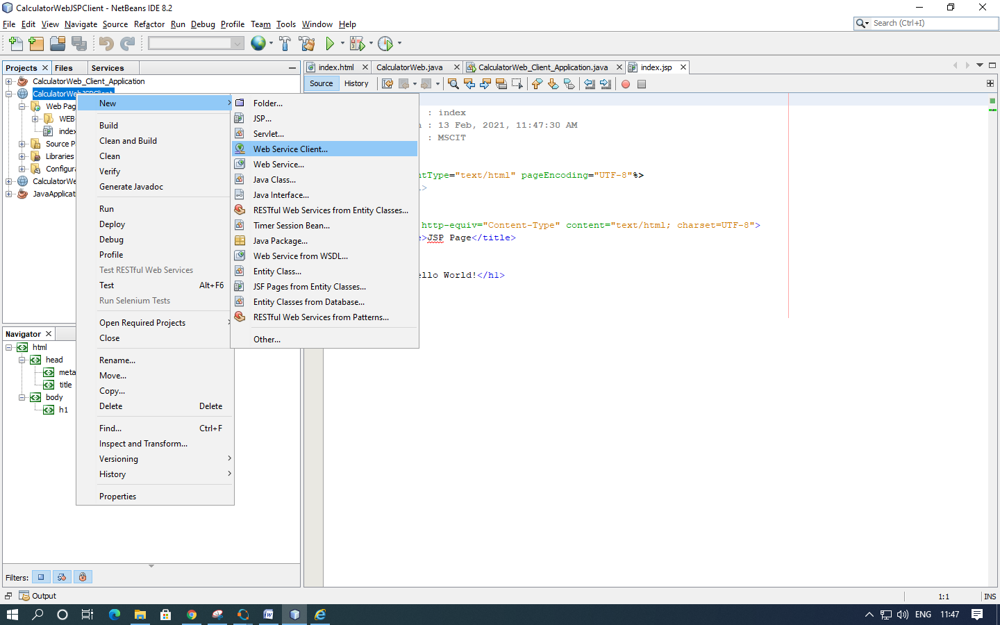 CalculatorWebJSPClient - NetBeans IDE 8.2
File Edit View Navigate Source Refactor Run Debug Profile Team Tools Window Help
Search (Ctrl+I)
Projects Files Services
index.html CalculatorWeb.java CalculatorWeb_Client_Application.java index.jsp
Source History
CalculatorWeb_Client_Application
CalculatorWebJSPClient
Web Pag
WEB
index
Source P
Libraries
Configura
CalculatorWe
JavaApplicati
New
Build
Clean and Build
Clean
Verify
Generate Javadoc
Run
Deploy
Debug
Profile
Test RESTful Web Services
Test Alt+F6
Run Selenium Tests
Open Required Projects
Close
Rename...
Move...
Copy...
Delete Delete
Find... Ctrl+F
Inspect and Transform...
Versioning
History
Properties
Folder...
JSP...
Servlet...
Web Service Client...
Web Service...
Java Class...
Java Interface...
RESTful Web Services from Entity Classes...
Timer Session Bean...
Java Package...
Web Service from WSDL...
Entity Class...
JSF Pages from Entity Classes...
Entity Classes from Database...
RESTful Web Services from Patterns...
Other...
: index
: 13 Feb, 2021, 11:47:30 AM
: MSCIT
ntType="text/html" pageEncoding="UTF-8"%>
>
http-equiv="Content-Type" content="text/html; charset=UTF-8">
e>JSP Page</title>
ello World!</h1>
Navigator
html
head
meta
title
body
h1
Filters:
Output
1:1 INS
ENG 11:47